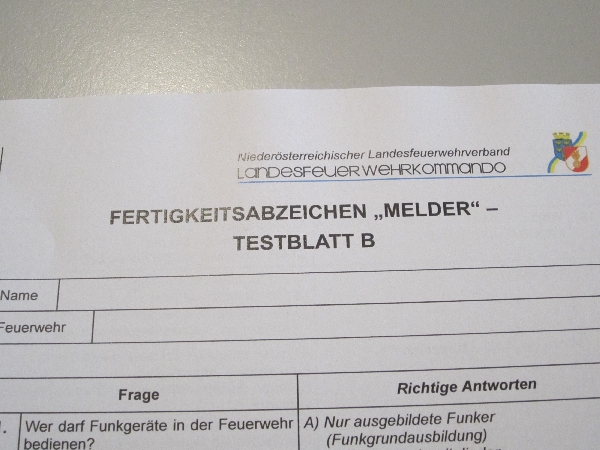 Niederösterreichischer Landesfeuerwehrverband
LANDESFEUERWEHRKOMMANDO
FERTIGKEITSABZEICHEN „MELDER“ –
TESTBLATT B
Name
Feuerwehr
Frage
Richtige Antworten
Wer darf Funkgeräte in der Feuerwehr
bedienen?
A) Nur ausgebildete Funker
(Funkgrundausbildung)